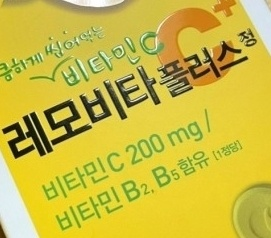 콤하게 씹어먹는 비타민C
레모비타플러스정
C+
비타민C 200 mg/
비타민 B2, B5 함유 [1정당]